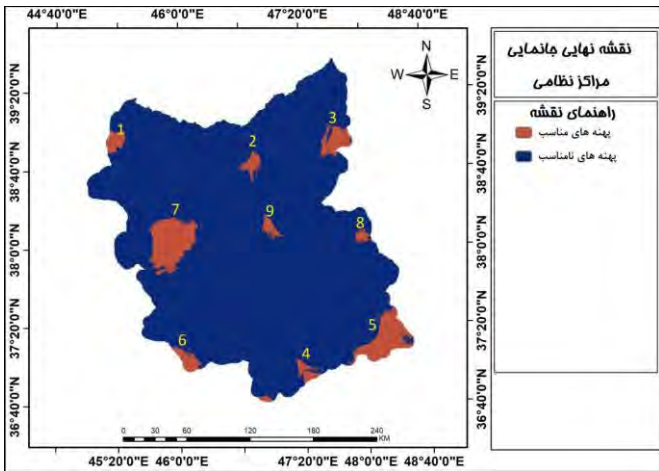 44°40'0"E 46°0'0"E 47°20'0"E 48°40'0"E
نقشه نهایی جانمایی
مراکز نظامی
راهنمای نقشه
پهنه های مناسب
پهنه های نامناسب
N
W E
S
39°20'0"N
38°40'0"N
38°0'0"N
37°20'0"N
36°40'0"N
39°20'0"N
38°40'0"N
38°0'0"N
37°20'0"N
36°40'0"N
1
2
3
7
9
8
5
6
4
0 30 60 120 180 240
KM
45°20'0"E 46°0'0"E 47°20'0"E 48°0'0"E 48°40'0"E